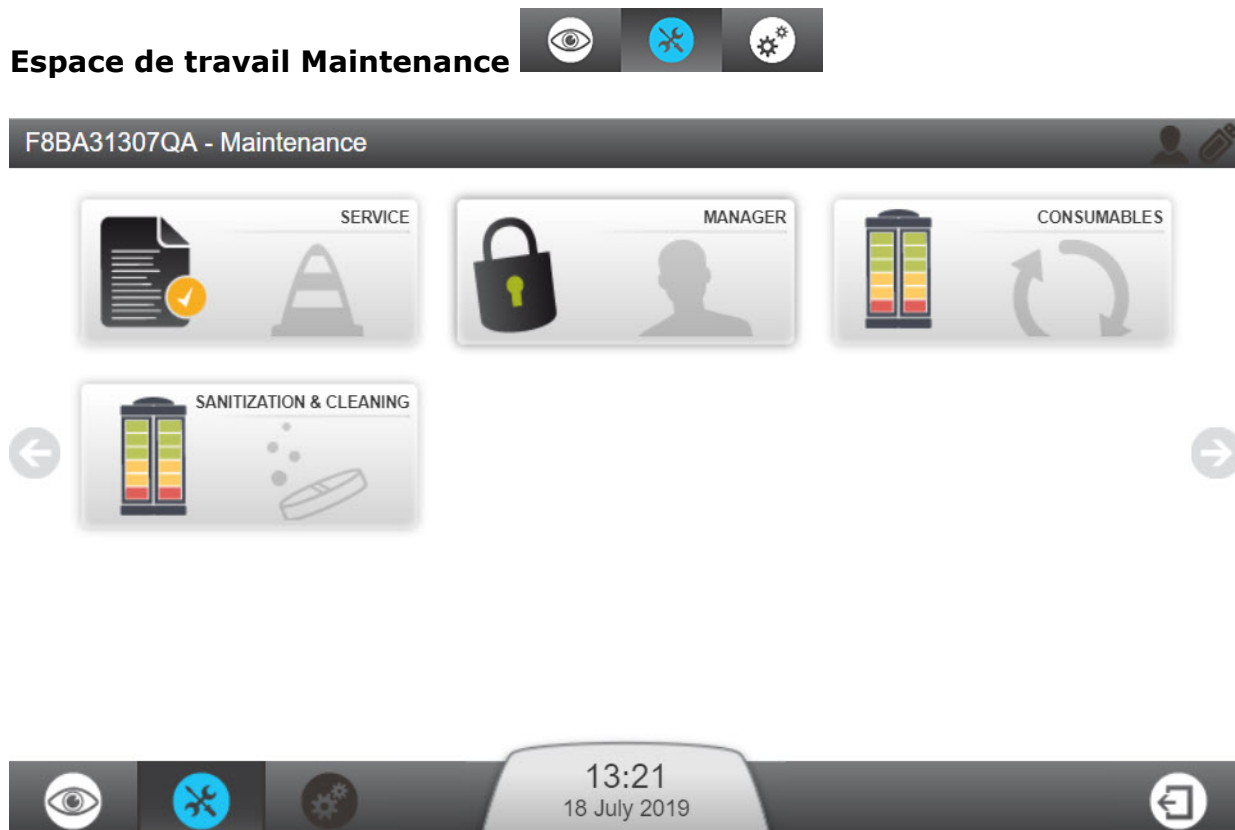 Espace de travail Maintenance
F8BA31307QA - Maintenance
SERVICE
MANAGER
CONSUMABLES
SANITIZATION & CLEANING
13:21
18 July 2019